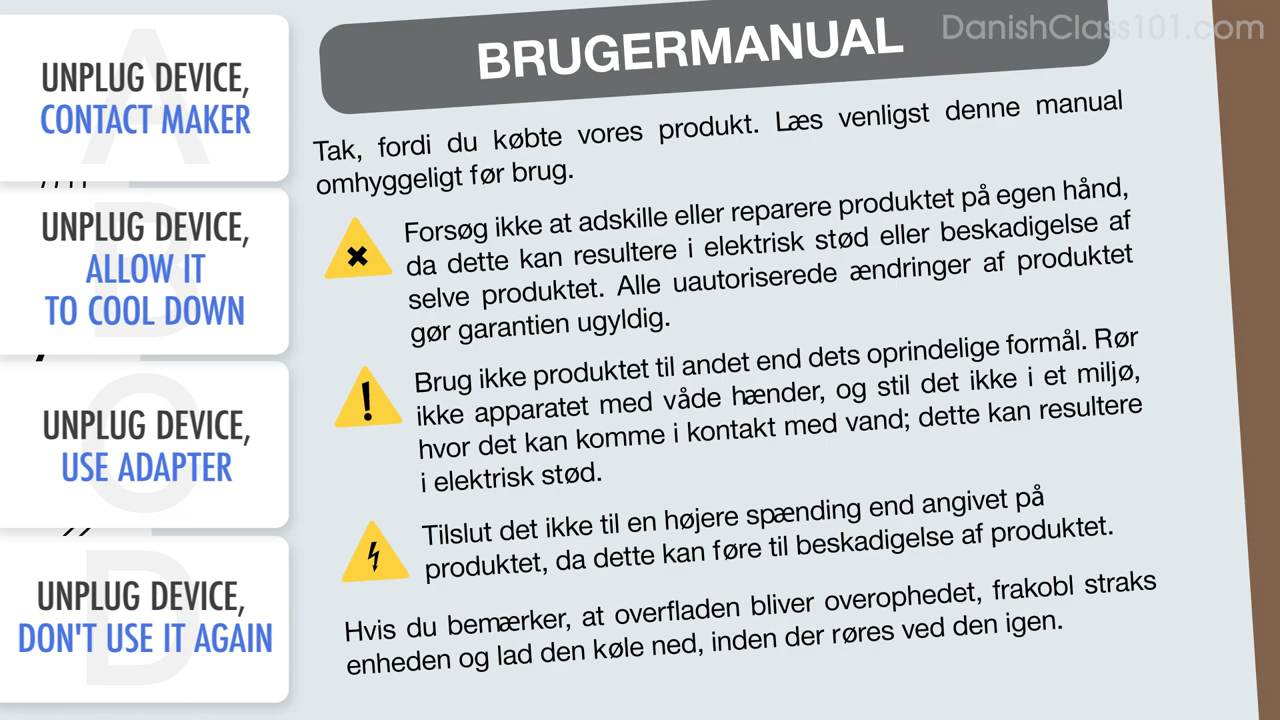 DanishClass101.com
UNPLUG DEVICE,
CONTACT MAKER
UNPLUG DEVICE,
ALLOW IT
TO COOL DOWN
UNPLUG DEVICE,
USE ADAPTER
UNPLUG DEVICE,
DON'T USE IT AGAIN
BRUGERMANUAL
Tak, fordi du købte vores produkt. Læs venligst denne manual
omhyggeligt før brug.
Forsøg ikke at adskille eller reparere produktet på egen hånd,
da dette kan resultere i elektrisk stød eller beskadigelse af
selve produktet. Alle uautoriserede ændringer af produktet
gør garantien ugyldig.
Brug ikke produktet til andet end dets oprindelige formål. Rør
ikke apparatet med våde hænder, og stil det ikke i et miljø,
hvor det kan komme i kontakt med vand; dette kan resultere
i elektrisk stød.
Tilslut det ikke til en højere spænding end angivet på
produktet, da dette kan føre til beskadigelse af produktet.
Hvis du bemærker, at overfladen bliver overophedet, frakobl straks
enheden og lad den køle ned, inden der røres ved den igen.